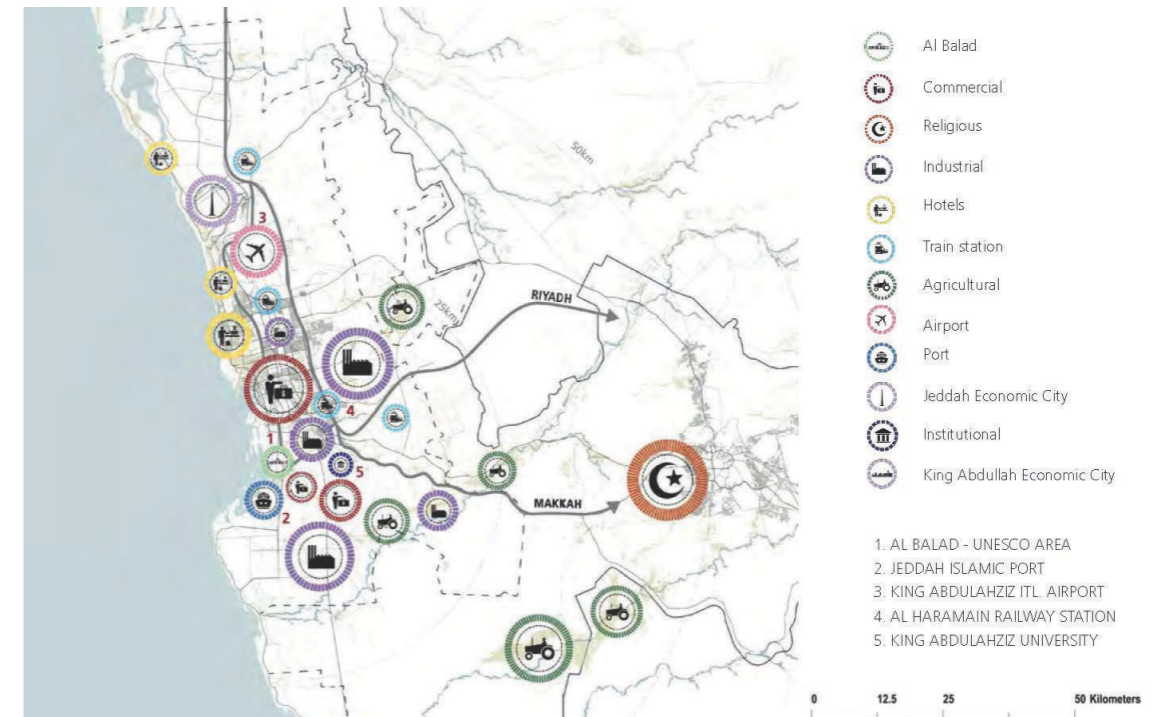 50km
3
RIYADH
25km
4
1
5
MAKKAH
2
Al Balad
Commercial
Religious
Industrial
Hotels
Train station
Agricultural
Airport
Port
Jeddah Economic City
Institutional
King Abdullah Economic City
1. AL BALAD - UNESCO AREA
2. JEDDAH ISLAMIC PORT
3. KING ABDULAHZIZ ITL. AIRPORT
4. AL HARAMAIN RAILWAY STATION
5. KING ABDULAHZIZ UNIVERSITY
0 12.5 25 50 Kilometers